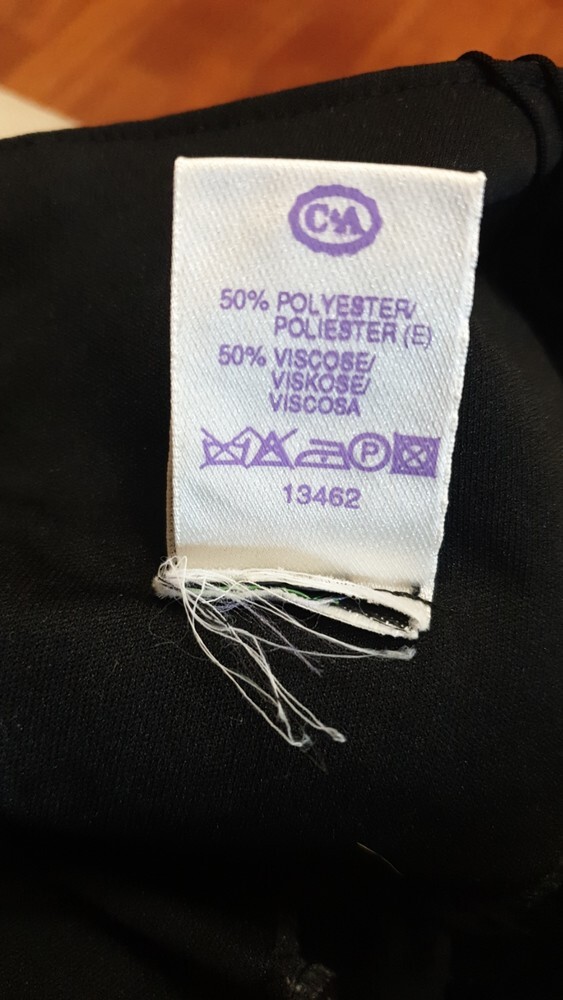 C&A
50% POLYESTER/
POLIESTER (E)
50% VISCOSE/
VISKOSE/
VISCOSA
P
13462